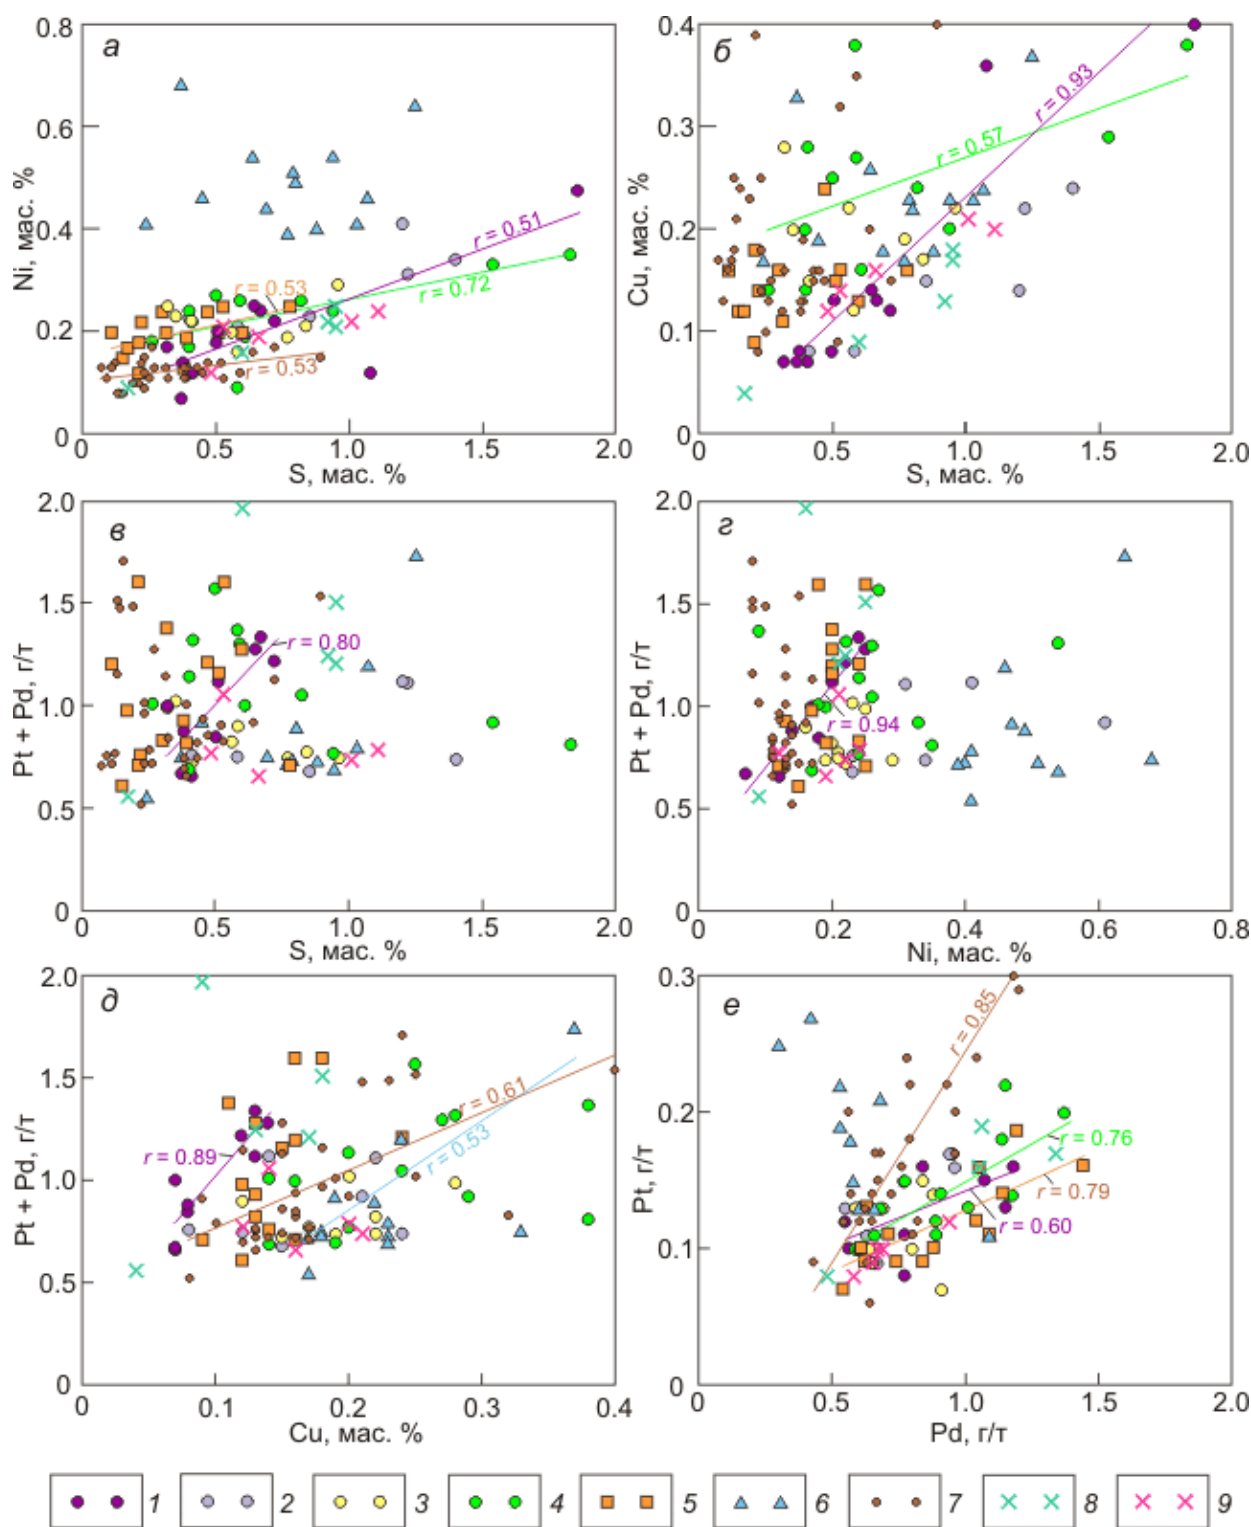 а
0.8
0.6
0.4
0.2
0
Ni, мас. %
r = 0.51
r = 0.53
r = 0.72
r = 0.53
0 0.5 1.0 1.5 2.0
S, мас. %
б
0.4
0.3
0.2
0.1
0
Cu, мас. %
r = 0.93
r = 0.57
0 0.5 1.0 1.5 2.0
S, мас. %
в
2.0
1.5
1.0
0.5
0
Pt + Pd, г/т
r = 0.80
0 0.5 1.0 1.5 2.0
S, мас. %
г
2.0
1.5
1.0
0.5
0
Pt + Pd, г/т
r = 0.94
0 0.2 0.4 0.6 0.8
Ni, мас. %
д
2.0
1.5
1.0
0.5
0
Pt + Pd, г/т
r = 0.61
r = 0.53
r = 0.89
0 0.1 0.2 0.3 0.4
Cu, мас. %
е
0.3
0.2
0.1
0
Pt, г/т
r = 0.85
r = 0.76
r = 0.79
r = 0.60
0 0.5 1.0 1.5 2.0
Pd, г/т
1 2 3 4 5 6 7 8 9